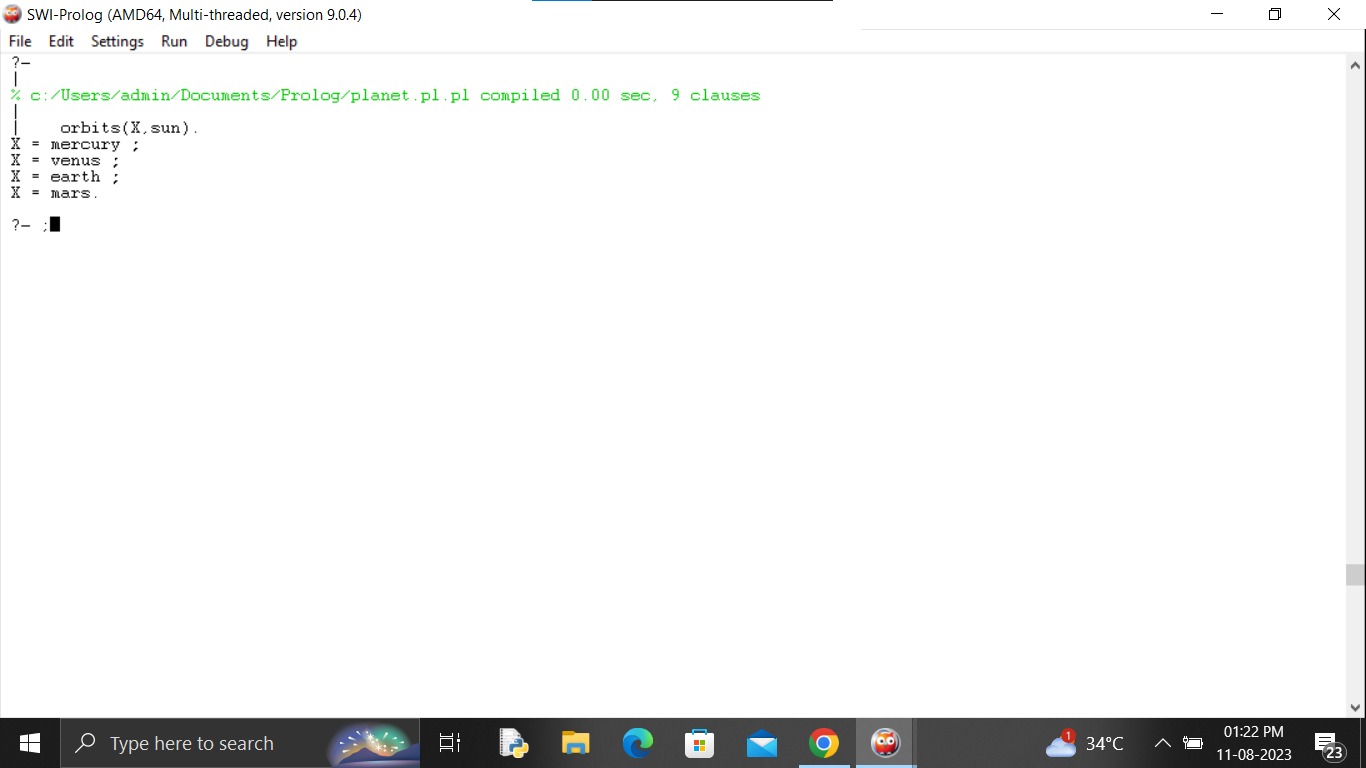 SWI-Prolog (AMD64, Multi-threaded, version 9.0.4)
File Edit Settings Run Debug Help
?-
|
% c:/Users/admin/Documents/Prolog/planet.pl.pl compiled 0.00 sec, 9 clauses
|
|    orbits(X,sun).
X = mercury ;
X = venus ;
X = earth ;
X = mars.
?- ;
Type here to search
1
34°C
01:22 PM
11-08-2023
23